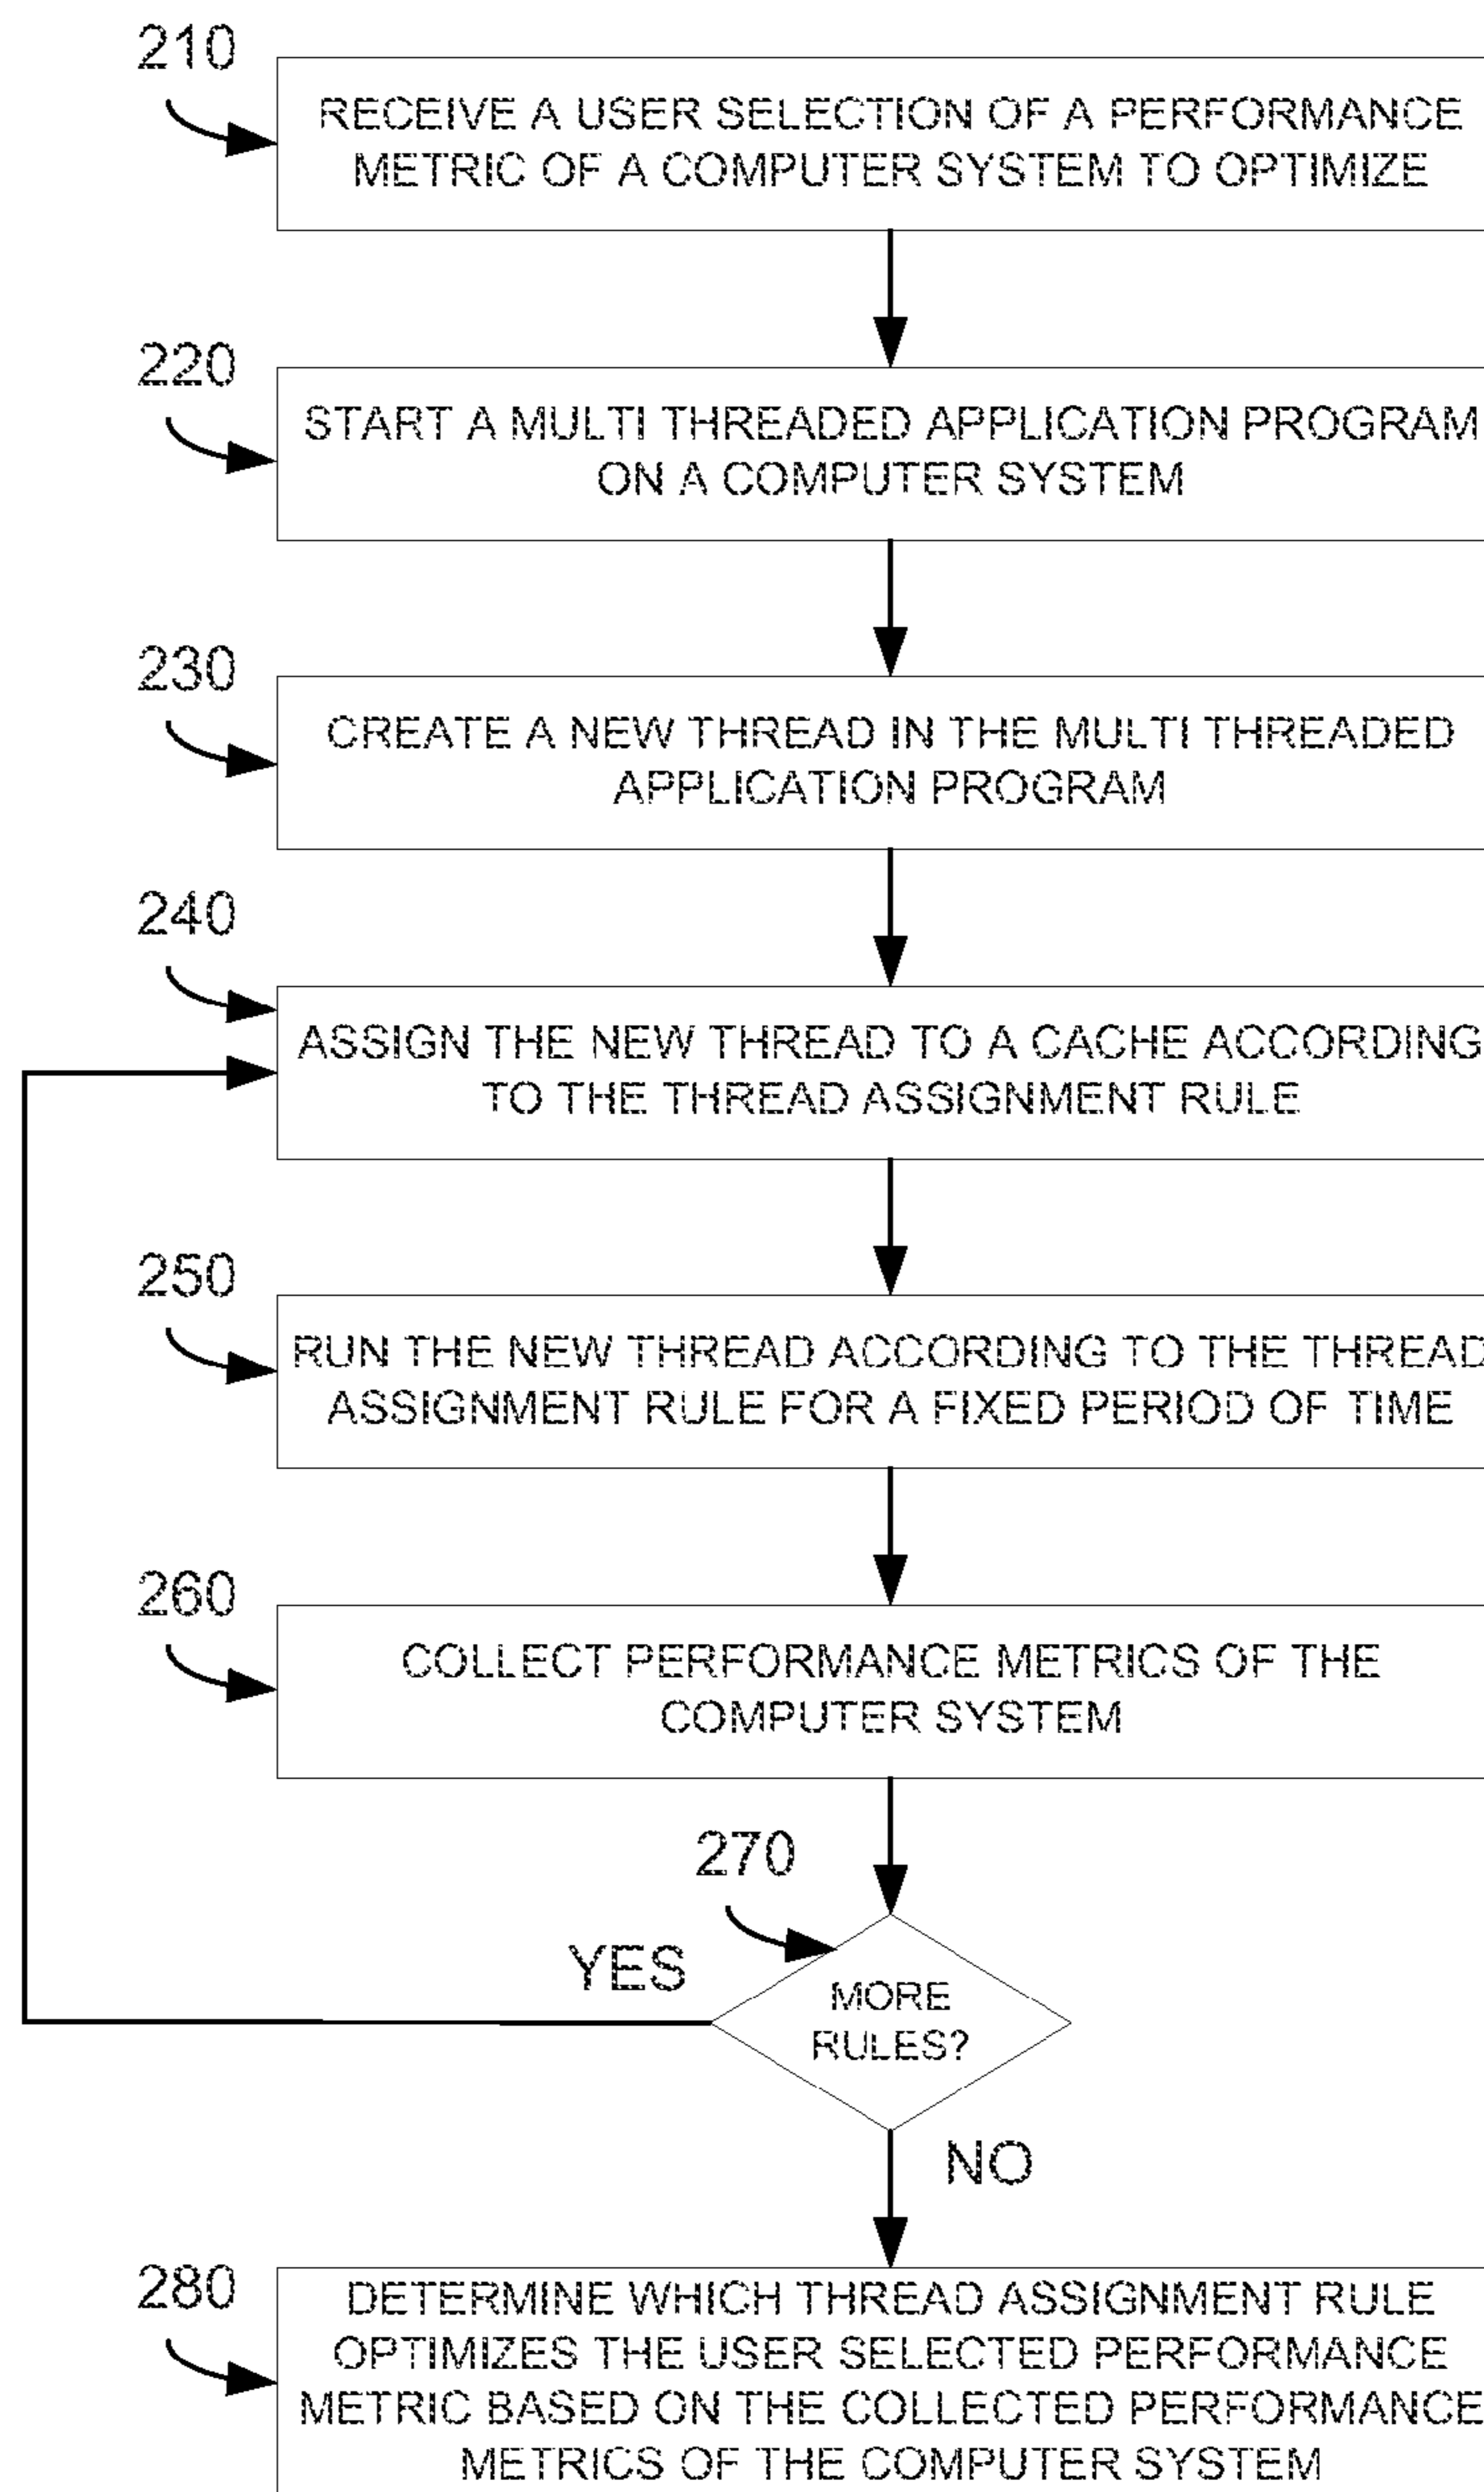 210
RECEIVE A USER SELECTION OF A PERFORMANCE
METRIC OF A COMPUTER SYSTEM TO OPTIMIZE
220
START A MULTI THREADED APPLICATION PROGRAM
ON A COMPUTER SYSTEM
230
CREATE A NEW THREAD IN THE MULTI THREADED
APPLICATION PROGRAM
240
ASSIGN THE NEW THREAD TO A CACHE ACCORDING
TO THE THREAD ASSIGNMENT RULE
250
RUN THE NEW THREAD ACCORDING TO THE THREAD
ASSIGNMENT RULE FOR A FIXED PERIOD OF TIME
260
COLLECT PERFORMANCE METRICS OF THE
COMPUTER SYSTEM
270
YES
MORE
RULES?
NO
280
DETERMINE WHICH THREAD ASSIGNMENT RULE
OPTIMIZES THE USER SELECTED PERFORMANCE
METRIC BASED ON THE COLLECTED PERFORMANCE
METRICS OF THE COMPUTER SYSTEM